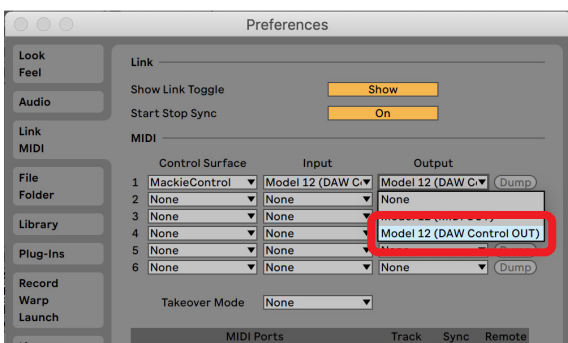 Preferences
Look
Feel
Audio
Link
MIDI
File
Folder
Library
Plug-Ins
Record
Warp
Launch
Link
Show Link Toggle Show
Start Stop Sync On
MIDI
Control Surface Input Output
1 MackieControl Model 12 (DAW C Model 12 (DAW C Dump
2 None None None
3 None None
4 None None Model 12 (DAW Control OUT)
5 None None Dump
6 None None None Dump
Takeover Mode None
MIDI Ports Track Sync Remote